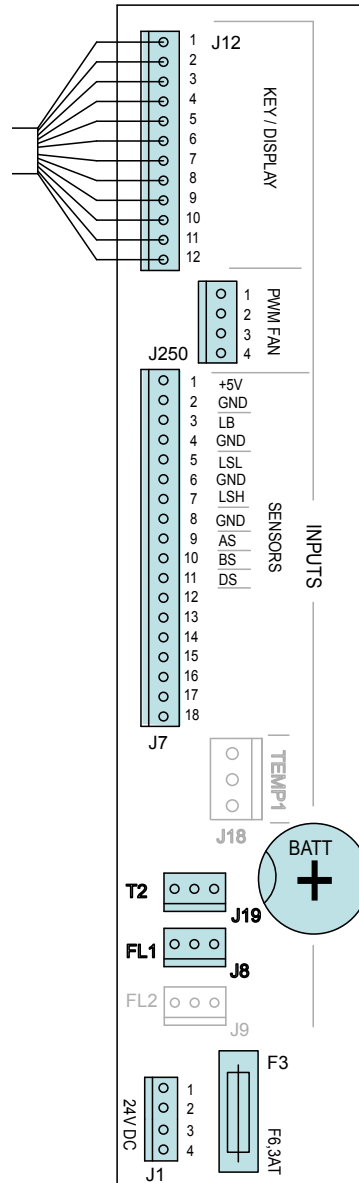 J12
1
2
3
4
5
6
7
8
9
10
11
12
KEY / DISPLAY
1
2
3
4
PWM FAN
J250
1 +5V
2 GND
3 LB
4 GND
5 LSL
6 GND
7 LSH
8 GND
9 AS
10 BS
11 DS
12
13
14
15
16
17
18
SENSORS
INPUTS
J7
TEMP1
J18
BATT
+
T2
J19
FL1
J8
FL2
J9
F3
24V DC
1
2
3
4
F6,3AT
J1